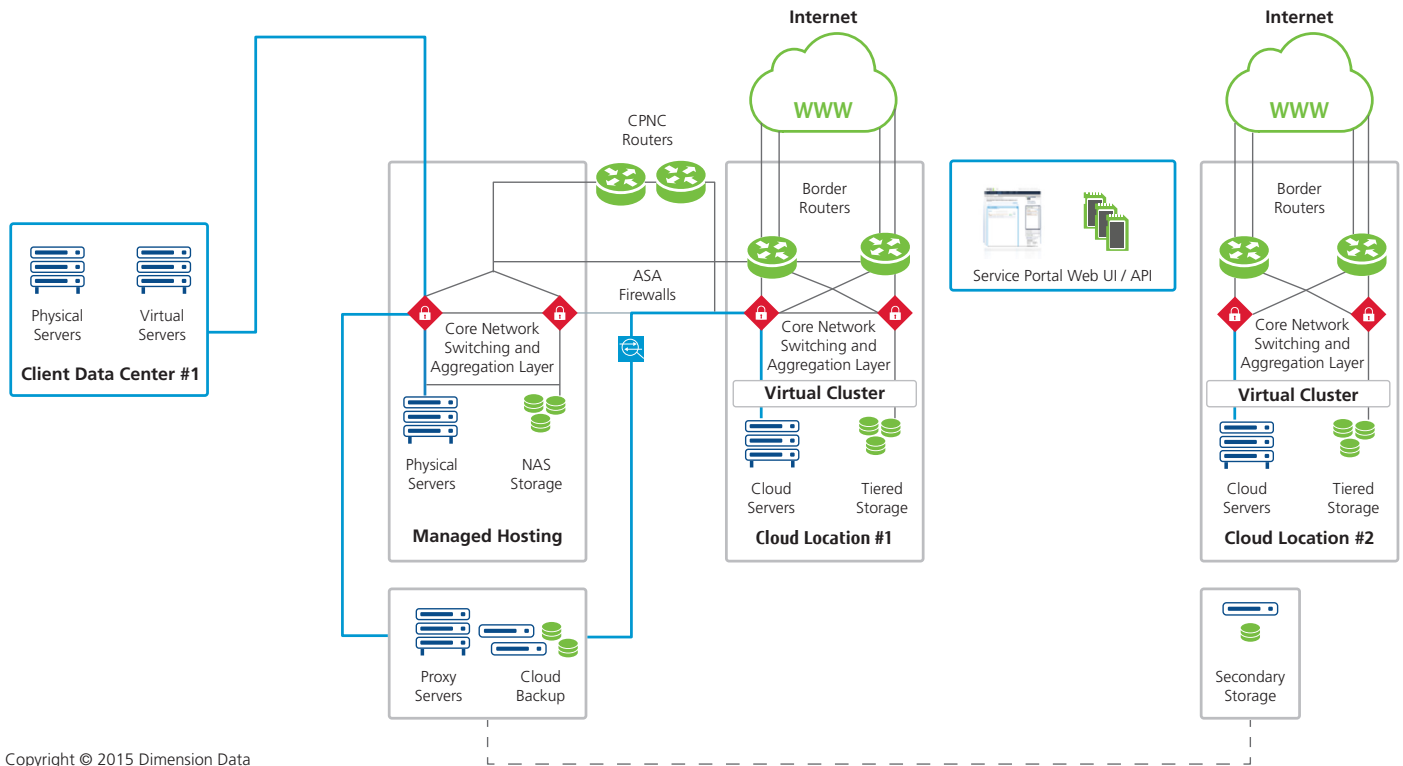 Internet
WWW
Internet
WWW
CPNC
Routers
Border
Routers
Border
Routers
Physical
Servers
Virtual
Servers
Client Data Center #1
ASA
Firewalls
Service Portal Web UI / API
Core Network
Switching and
Aggregation Layer
Physical
Servers
NAS
Storage
Managed Hosting
Core Network
Switching and
Aggregation Layer
Virtual Cluster
Cloud
Servers
Tiered
Storage
Cloud Location #1
Core Network
Switching and
Aggregation Layer
Virtual Cluster
Cloud
Servers
Tiered
Storage
Cloud Location #2
Proxy
Servers
Cloud
Backup
Secondary
Storage
Copyright © 2015 Dimension Data